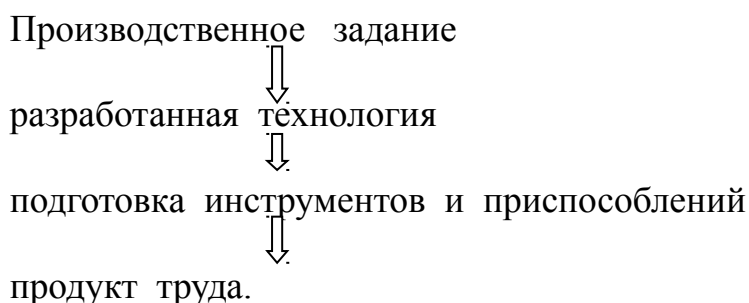 Производственное задание
разработанная технология
подготовка инструментов и приспособлений
продукт труда.